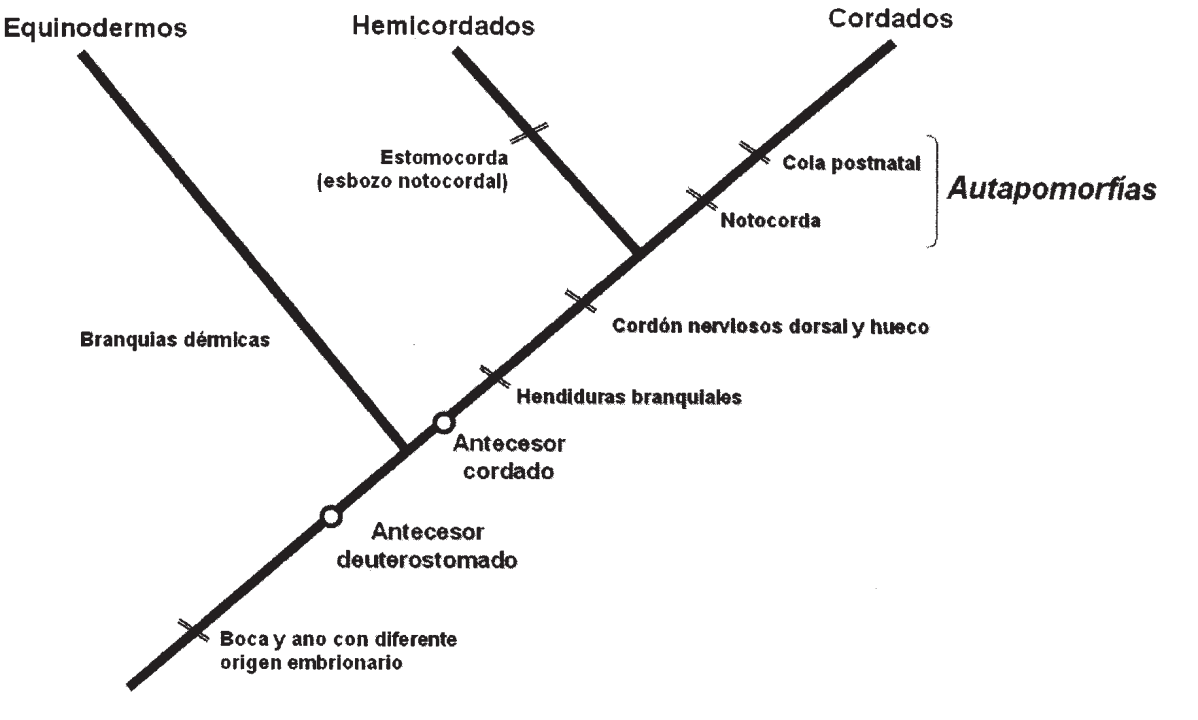 Equinodermos
Hemicordados
Cordados
Estomocorda
(esbozo notocordal)
Cola postnatal
Notocorda
Autapomorfías
Branquias dérmicas
Cordón nerviosos dorsal y hueco
Hendiduras branquiales
Antecesor
cordado
Antecesor
deuterostomado
Boca y ano con diferente
origen embrionario